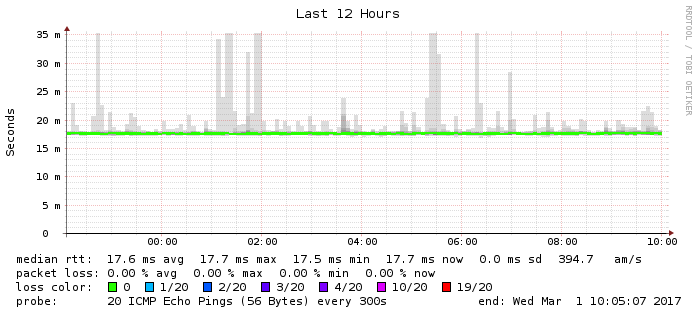 Last 12 Hours
RRDTOOL / TOBI OETIKER
Seconds
35 m
30 m
25 m
20 m
15 m
10 m
5 m
0
00:00 02:00 04:00 06:00 08:00 10:00
median rtt: 17.6 ms avg 17.7 ms max 17.5 ms min 17.7 ms now 0.0 ms sd 394.7 am/s
packet loss: 0.00 % avg 0.00 % max 0.00 % min 0.00 % now
loss color: 0 1/20 2/20 3/20 4/20 10/20 19/20
probe: 20 ICMP Echo Pings (56 Bytes) every 300s end: Wed Mar 1 10:05:07 2017